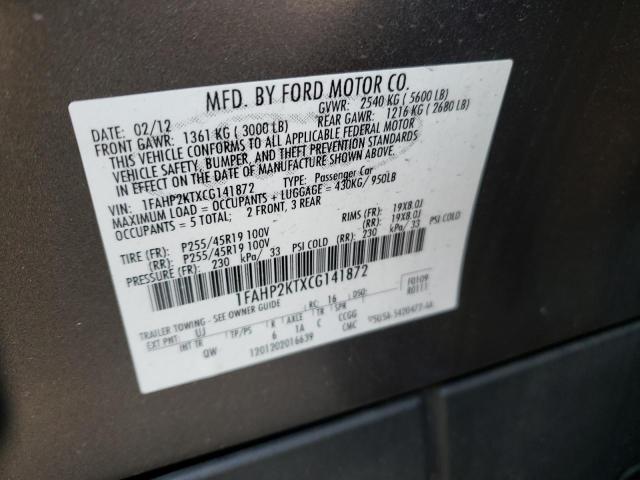 MFD. BY FORD MOTOR CO.
DATE: 02/12 GVWR: 2540 KG ( 5600 LB)
FRONT GAWR: 1361 KG ( 3000 LB) REAR GAWR: 1216 KG ( 2680 LB)
THIS VEHICLE CONFORMS TO ALL APPLICABLE FEDERAL MOTOR
VEHICLE SAFETY, BUMPER, AND THEFT PREVENTION STANDARDS
IN EFFECT ON THE DATE OF MANUFACTURE SHOWN ABOVE.
VIN: 1FAHP2KTXCG141872 TYPE: Passenger Car
MAXIMUM LOAD = OCCUPANTS + LUGGAGE = 430KG/ 950LB
OCCUPANTS = 5 TOTAL; 2 FRONT, 3 REAR
TIRE (FR): P255/45R19 100V RIMS (FR): 19X8.0J
(RR): P255/45R19 100V (RR): 19X8.0J
PRESSURE (FR): 230 kPa/ 33 PSI COLD (RR): 230 kPa/ 33 PSI COLD
1FAHP2KTXCG141872
TRAILER TOWING - SEE OWNER GUIDE RC: 16 DSO: F0109
EXT PNT: UJ R0111
INT TR TP/PS R AXLE TR SPR
QW 6 1A C CCGG
CMC
1201202016639